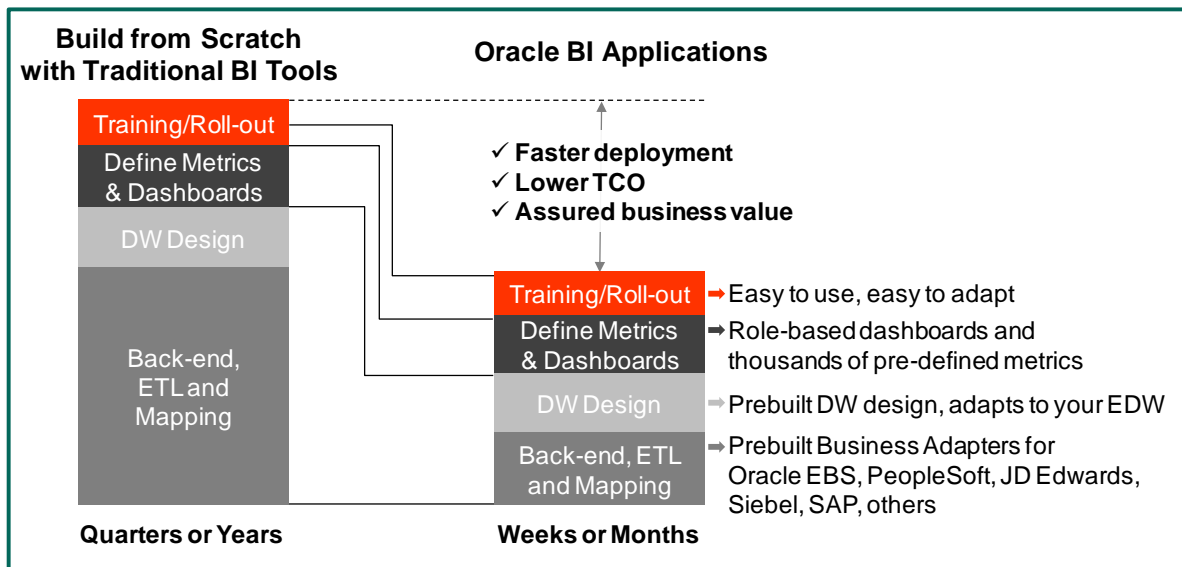 Build from Scratch
with Traditional BI Tools
Training/Roll-out
Define Metrics
& Dashboards
DW Design
Back-end,
ETL and
Mapping
Quarters or Years
Oracle BI Applications
✓ Faster deployment
✓ Lower TCO
✓ Assured business value
Training/Roll-out
Define Metrics
& Dashboards
DW Design
Back-end, ETL
and Mapping
Weeks or Months
Easy to use, easy to adapt
Role-based dashboards and
thousands of pre-defined metrics
Prebuilt DW design, adapts to your EDW
Prebuilt Business Adapters for
Oracle EBS, PeopleSoft, JD Edwards,
Siebel, SAP, others